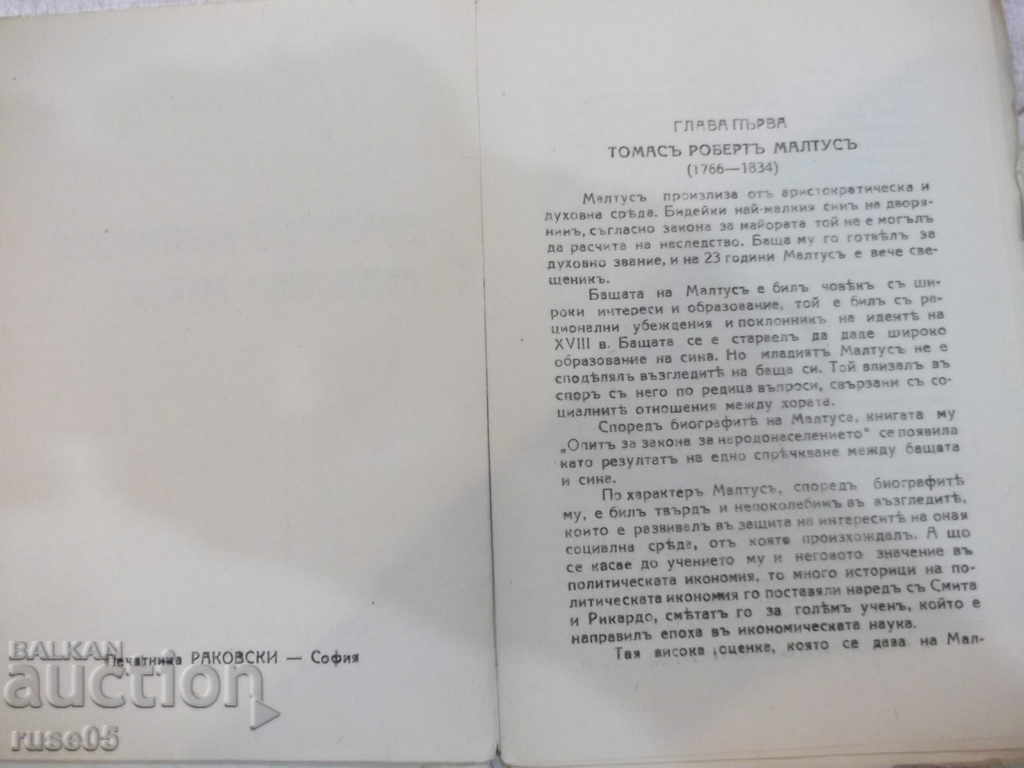 Печатница РАКОВСКИ — София
BALKAN
auction
ruse05
ГЛАВА ПЪРВА
ТОМАСЪ РОБЕРТЪ МАЛТУСЪ
(1766—1834)
Малтусъ произлиза отъ аристократическа и
духовна срѣда. Бидейки най-малкия синъ на дворя-
нинъ, съгласно закона за майората той не е могълъ
да расчита на наследство. Баща му го готвѣлъ за
духовно звание, и на 23 години Малтусъ е вече све-
щеникъ.
Бащата на Малтусъ е билъ човѣкъ съ ши-
роки интереси и образование, той е билъ съ ра-
ционални убеждения и поклонникъ на идеитѣ на
XVIII в. Бащата се е стараелъ да даде широко
образование на сина. Но младиятъ Малтусъ не е
сподѣлялъ възгледитѣ на баща си. Той влизалъ въ
споръ съ него по редица въпроси, свързани съ со-
циалнитѣ отношения между хората.
Споредъ биографитѣ на Малтуса, книгата му
„Опитъ за закона за народонаселението“ се появила
като резултатъ на едно спрѣчкване между бащата
и сина.
По характеръ Малтусъ, споредъ биографитѣ
му, е билъ твърдъ и непоколебимъ въ възгледитѣ,
които е развивалъ въ защита на интереситѣ на оная
социална срѣда, отъ която произхождалъ. А що
се касае до учението му и неговото значение въ
политическата икономия, то много историци на по-
литическата икономия го поставяли наредъ съ Смита
и Рикардо, смѣтатъ го за голѣмъ ученъ, който е
направилъ епоха въ икономическата наука.
Тая висока оценка, която се дава на Мал-